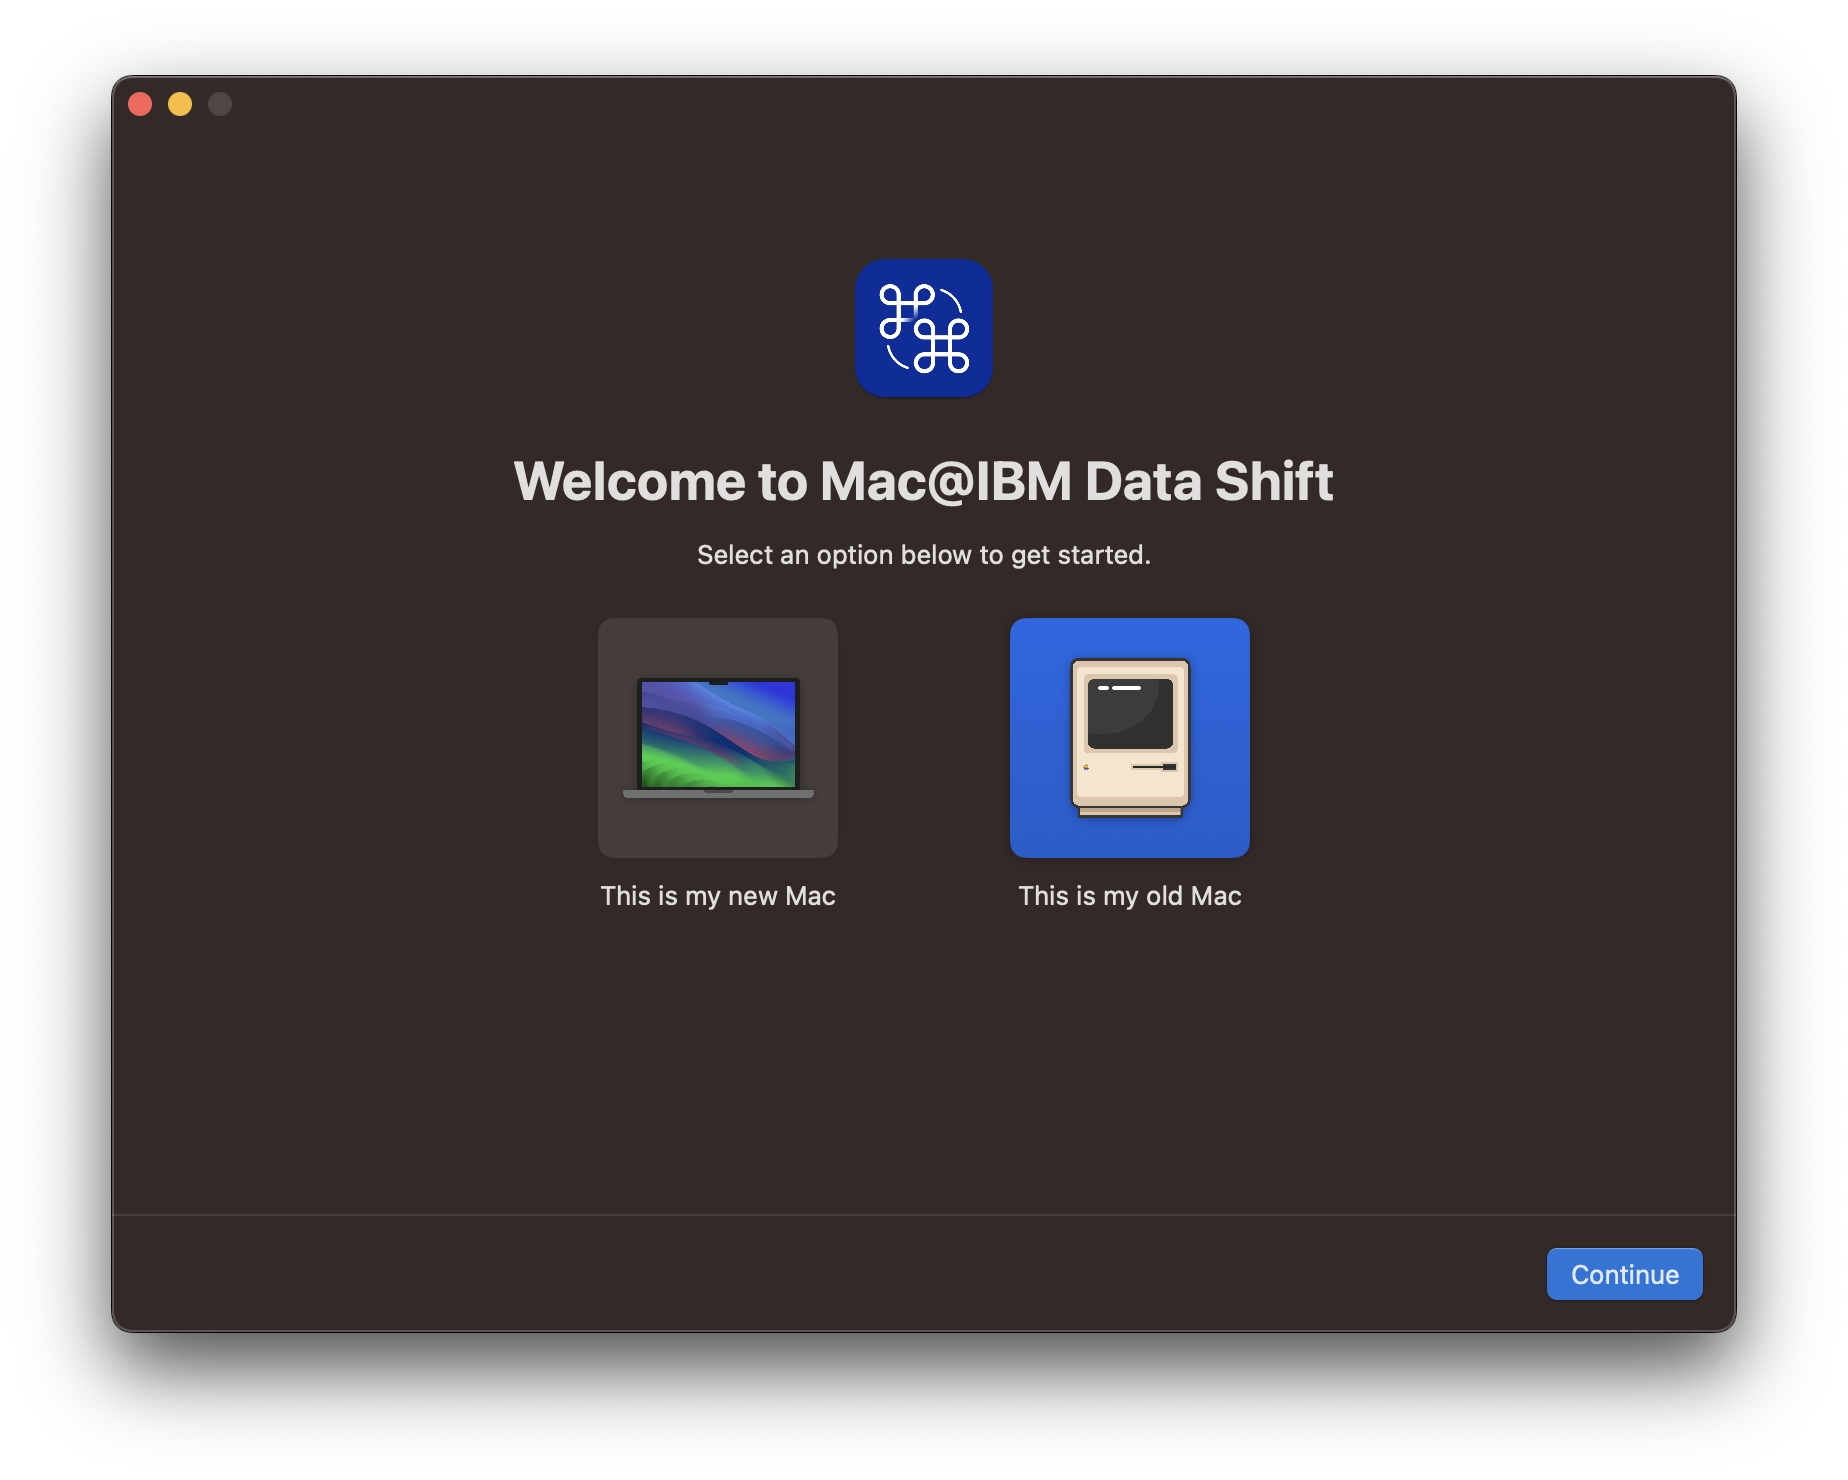 Welcome to Mac@IBM Data Shift
Select an option below to get started.
This is my new Mac
This is my old Mac
Continue